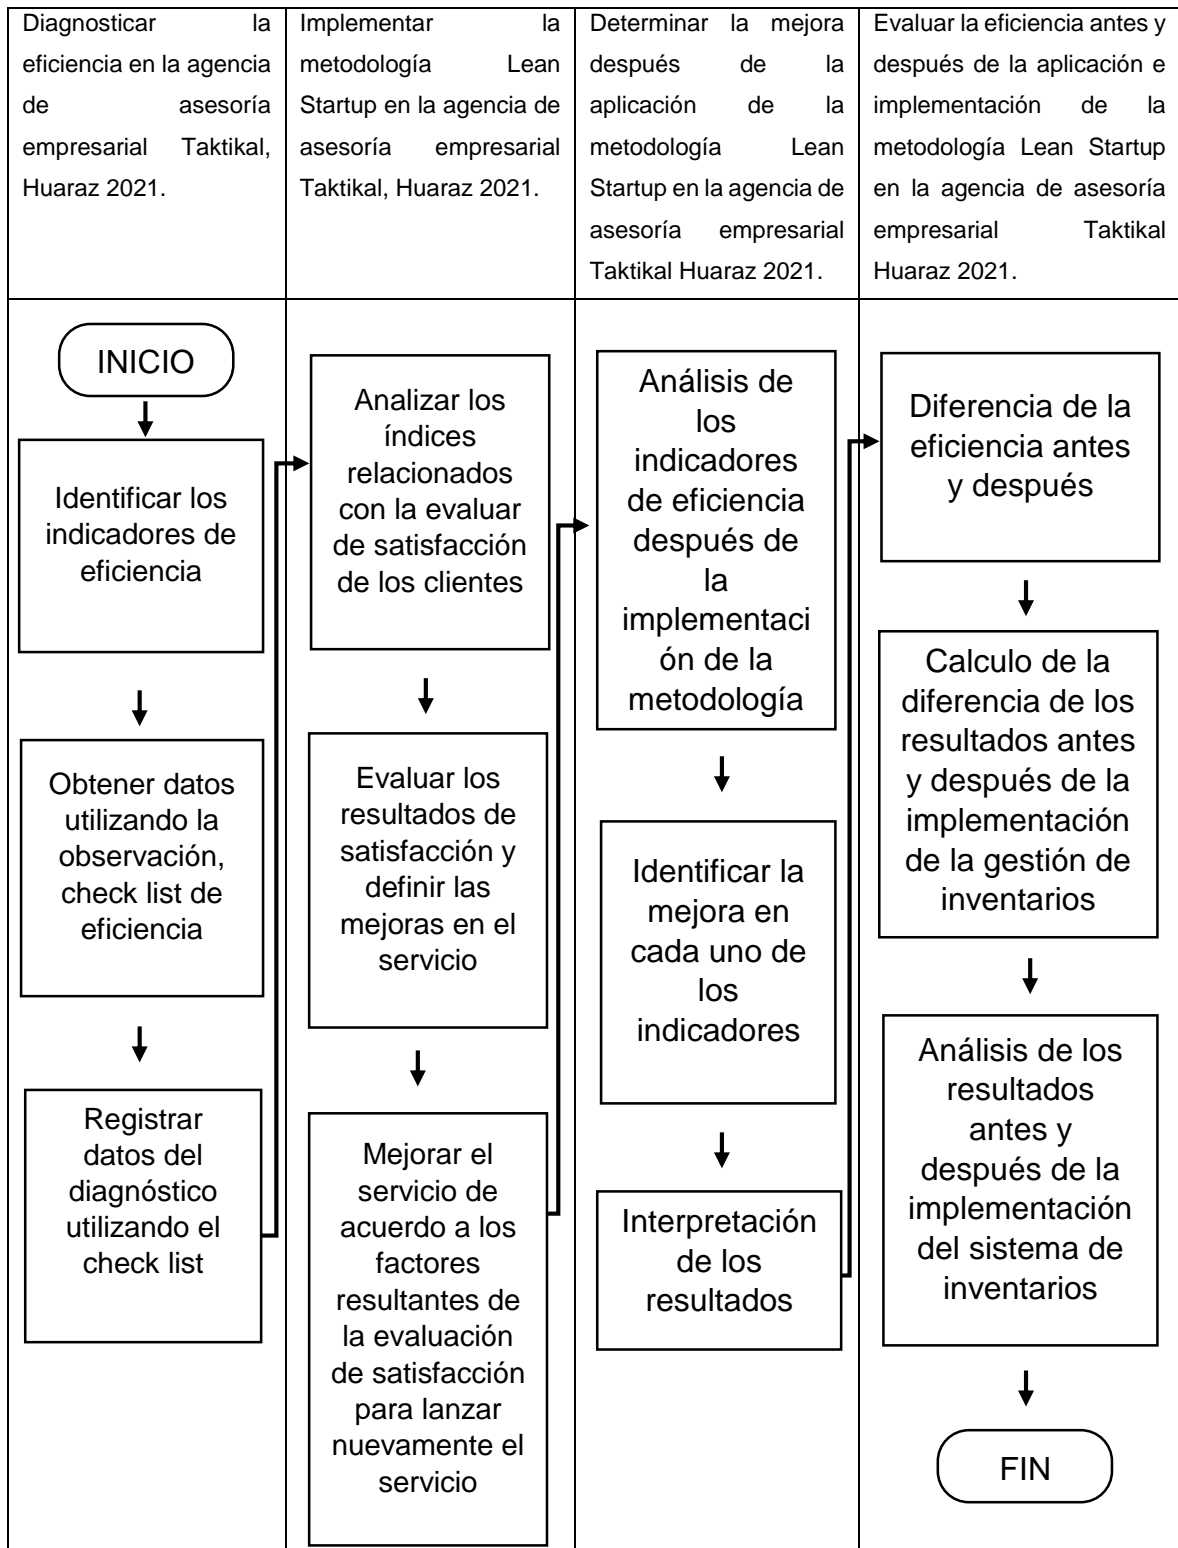 Diagnosticar la
eficiencia en la agencia
de asesoría
empresarial Taktikal,
Huaraz 2021.
Implementar la
metodología Lean
Startup en la agencia de
asesoría empresarial
Taktikal, Huaraz 2021.
Determinar la mejora
después de la
aplicación de la
metodología Lean
Startup en la agencia de
asesoría empresarial
Taktikal Huaraz 2021.
Evaluar la eficiencia antes y
después de la aplicación e
implementación de la
metodología Lean Startup
en la agencia de asesoría
empresarial Taktikal
Huaraz 2021.
INICIO
Identificar los
indicadores de
eficiencia
Obtener datos
utilizando la
observación,
check list de
eficiencia
Registrar
datos del
diagnóstico
utilizando el
check list
Analizar los
índices
relacionados
con la evaluar
de satisfacción
de los clientes
Evaluar los
resultados de
satisfacción y
definir las
mejoras en el
servicio
Mejorar el
servicio de
acuerdo a los
factores
resultantes de
la evaluación
de satisfacción
para lanzar
nuevamente el
servicio
Análisis de
los
indicadores
de eficiencia
después de
la
implementaci
ón de la
metodología
Identificar la
mejora en
cada uno de
los
indicadores
Interpretación
de los
resultados
Diferencia de la
eficiencia antes
y después
Calculo de la
diferencia de los
resultados antes
y después de la
implementación
de la gestión de
inventarios
Análisis de los
resultados
antes y
después de la
implementación
del sistema de
inventarios
FIN